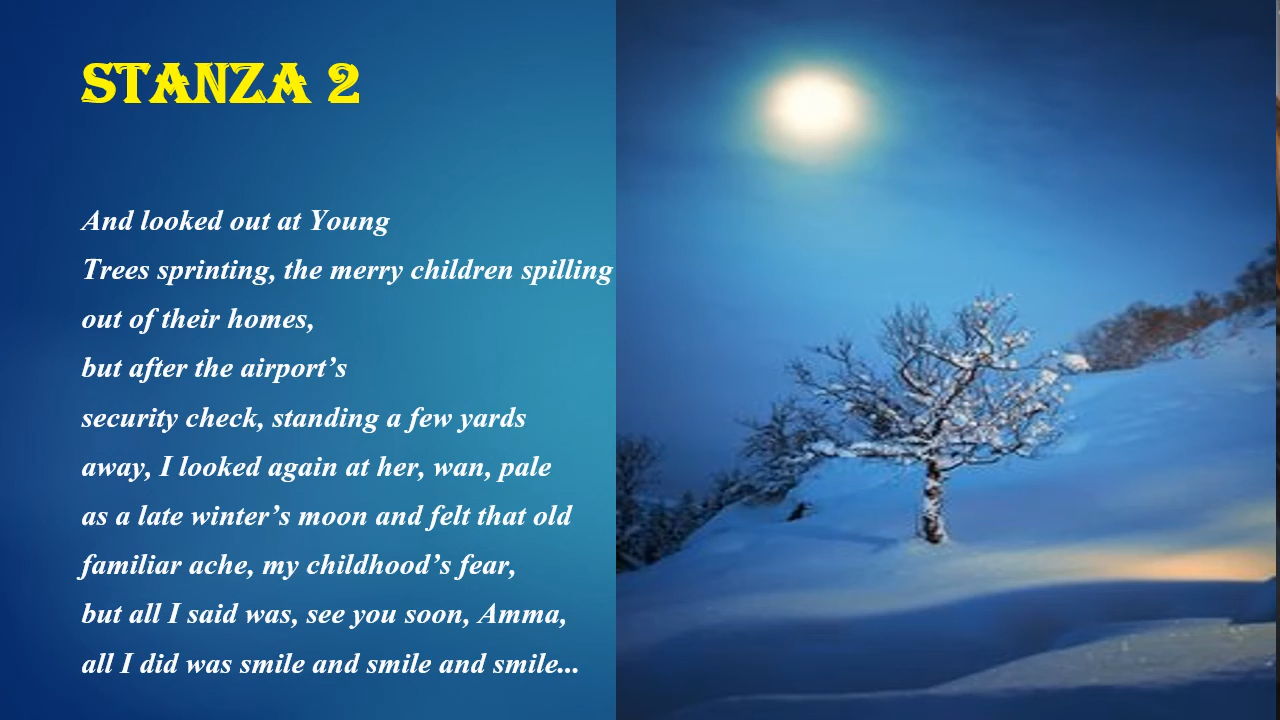 STANZA 2
And looked out at Young
Trees sprinting, the merry children spilling
out of their homes,
but after the airport’s
security check, standing a few yards
away, I looked again at her, wan, pale
as a late winter’s moon and felt that old
familiar ache, my childhood’s fear,
but all I said was, see you soon, Amma,
all I did was smile and smile and smile...